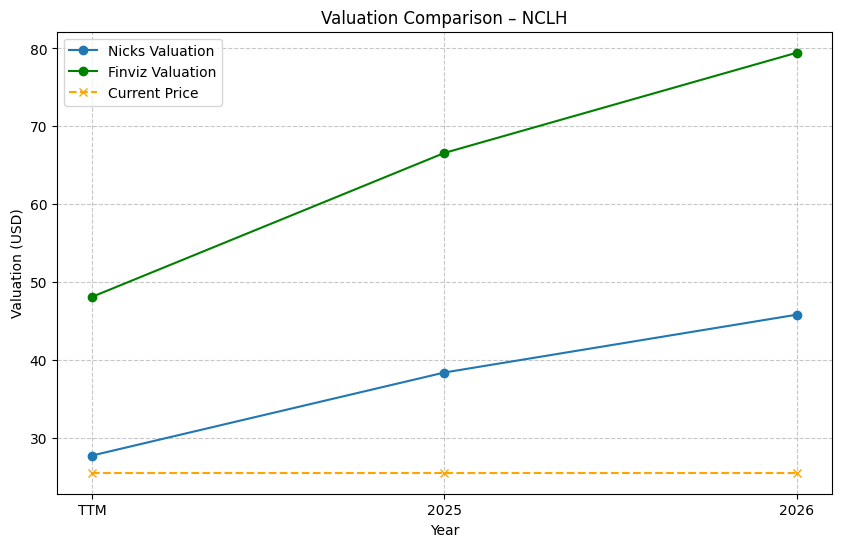 Valuation Comparison – NCLH
Nicks Valuation
Finviz Valuation
Current Price
Valuation (USD)
80
70
60
50
40
30
TTM
2025
2026
Year